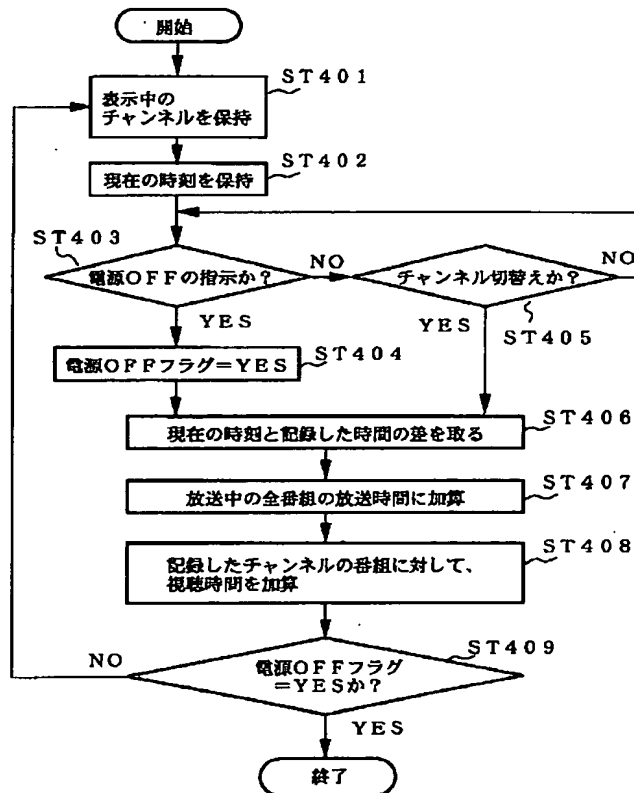 開始
ST401
表示中の
チャンネルを保持
ST402
現在の時刻を保持
ST403
電源OFFの指示か？
NO
チャンネル切替えか？
NO
YES
YES
ST405
ST404
電源OFFフラグ＝YES
ST406
現在の時刻と記録した時間の差を取る
ST407
放送中の全番組の放送時間に加算
ST408
記録したチャンネルの番組に対して、
視聴時間を加算
ST409
NO
電源OFFフラグ
＝YESか？
YES
終了